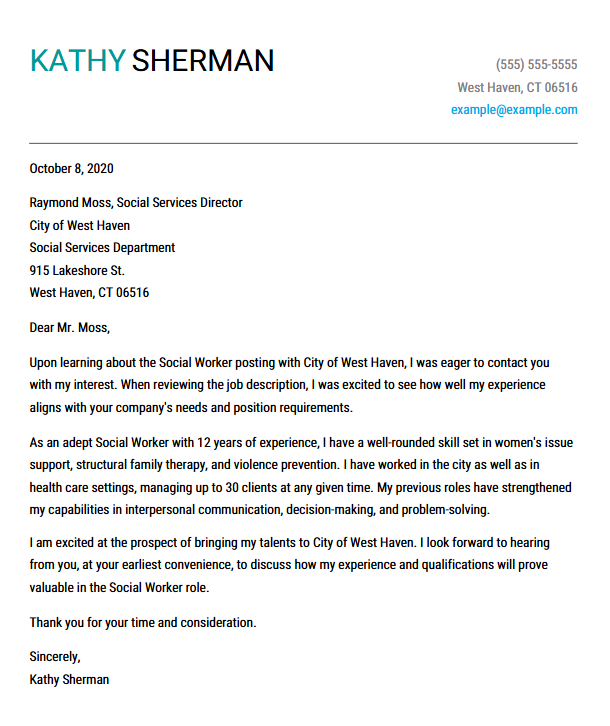 KATHY SHERMAN
(555) 555-5555
West Haven, CT 06516
example@example.com
October 8, 2020
Raymond Moss, Social Services Director
City of West Haven
Social Services Department
915 Lakeshore St.
West Haven, CT 06516
Dear Mr. Moss,
Upon learning about the Social Worker posting with City of West Haven, I was eager to contact you
with my interest. When reviewing the job description, I was excited to see how well my experience
aligns with your company's needs and position requirements.
As an adept Social Worker with 12 years of experience, I have a well-rounded skill set in women's issue
support, structural family therapy, and violence prevention. I have worked in the city as well as in
health care settings, managing up to 30 clients at any given time. My previous roles have strengthened
my capabilities in interpersonal communication, decision-making, and problem-solving.
I am excited at the prospect of bringing my talents to City of West Haven. I look forward to hearing
from you, at your earliest convenience, to discuss how my experience and qualifications will prove
valuable in the Social Worker role.
Thank you for your time and consideration.
Sincerely,
Kathy Sherman